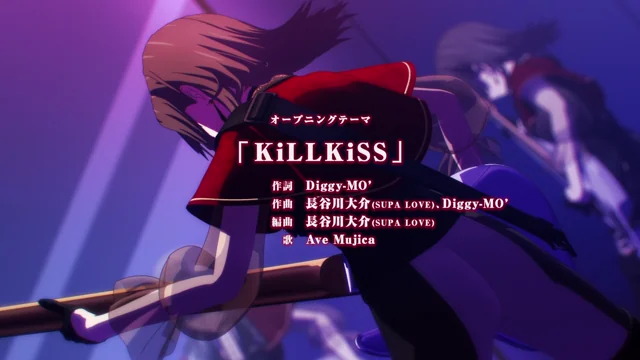 オープニングテーマ
「KiLLKiSS」
作詞 Diggy-MO'
作曲 長谷川大介(SUPA LOVE)、Diggy-MO'
編曲 長谷川大介(SUPA LOVE)
歌 Ave Mujica